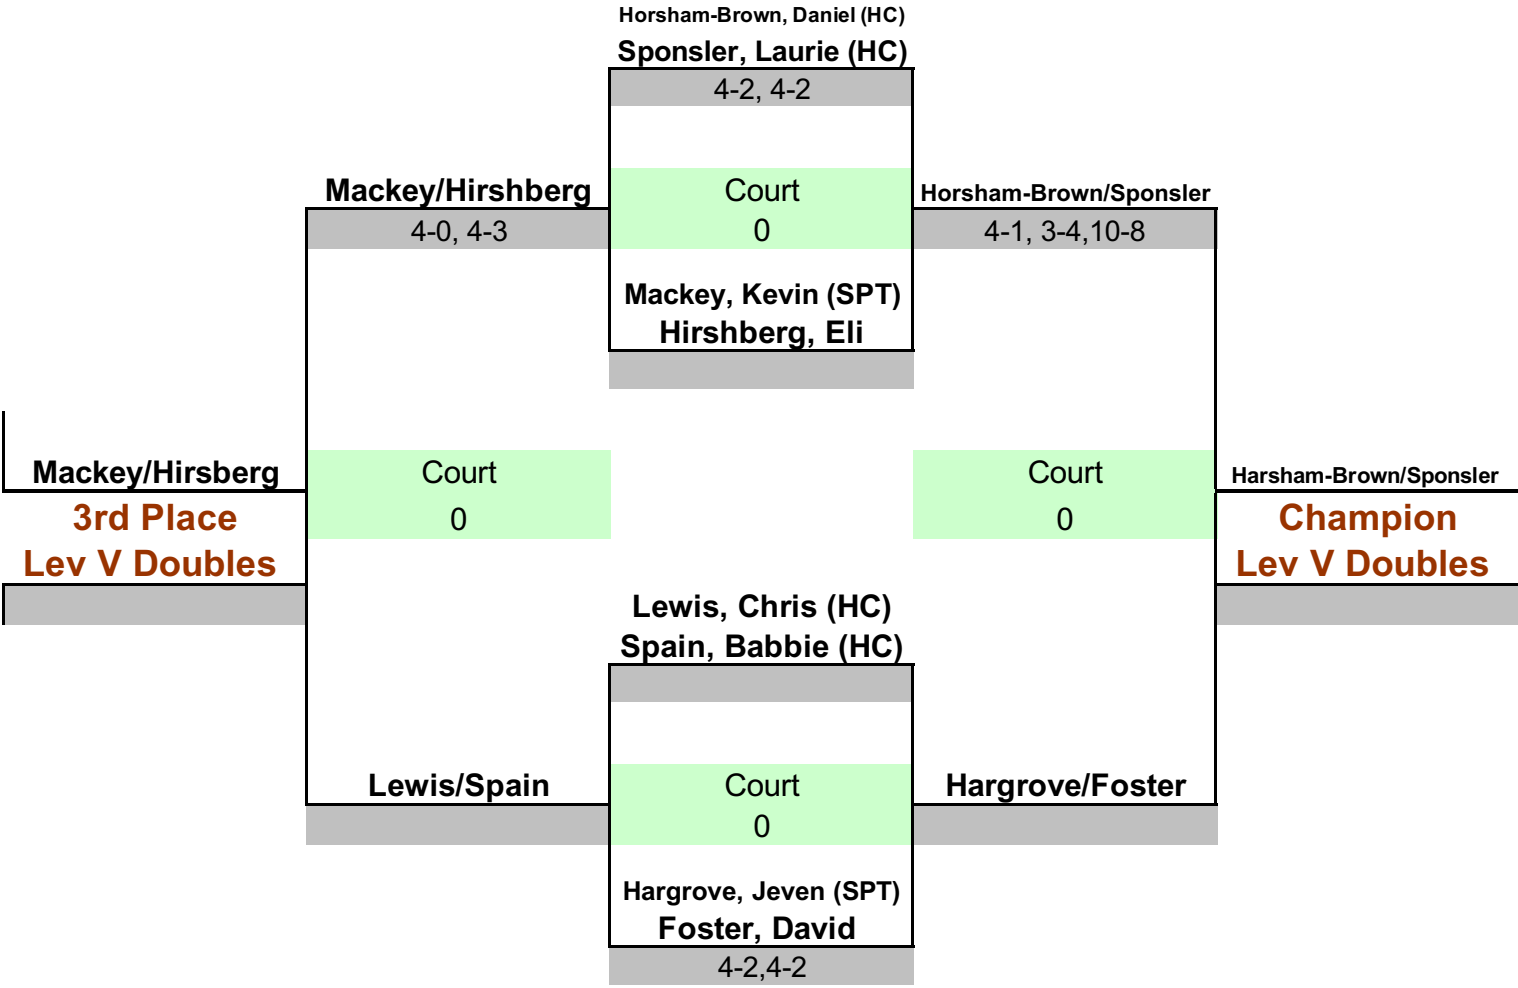 Horsham-Brown, Daniel (HC)
Sponsler, Laurie (HC)
4-2, 4-2
Mackey/Hirshberg
Court
Horsham-Brown/Sponsler
4-0, 4-3
0
4-1, 3-4,10-8
Mackey, Kevin (SPT)
Hirshberg, Eli
Mackey/Hirsberg
Court
Court
Harsham-Brown/Sponsler
3rd Place
0
0
Champion
Lev V Doubles
Lev V Doubles
Lewis, Chris (HC)
Spain, Babbie (HC)
Lewis/Spain
Court
Hargrove/Foster
0
Hargrove, Jeven (SPT)
Foster, David
4-2,4-2